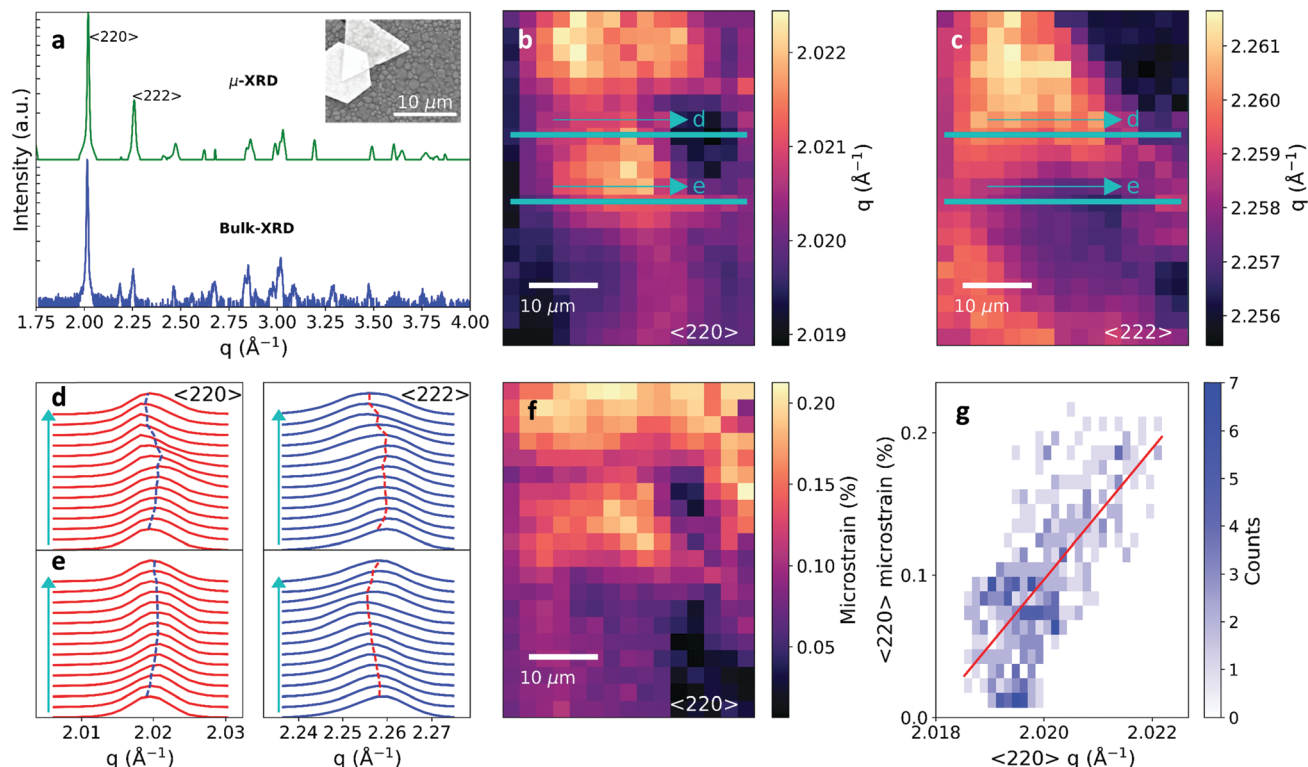 a
<220>
<222>
μ-XRD
10 μm
Bulk-XRD
Intensity (a.u.)
1.75 2.00 2.25 2.50 2.75 3.00 3.25 3.50 3.75 4.00
q (Å⁻¹)
b
d
e
10 μm
<220>
2.022
2.021
2.020
2.019
q (Å⁻¹)
c
d
e
10 μm
<222>
2.261
2.260
2.259
2.258
2.257
2.256
q (Å⁻¹)
d
<220>
<222>
e
2.01 2.02 2.03
q (Å⁻¹)
2.24 2.25 2.26 2.27
q (Å⁻¹)
f
10 μm
<220>
0.20
0.15
0.10
0.05
Microstrain (%)
g
0.2
0.1
0.0
<220> microstrain (%)
2.018 2.020 2.022
<220> q (Å⁻¹)
7
6
5
4
3
2
1
0
Counts